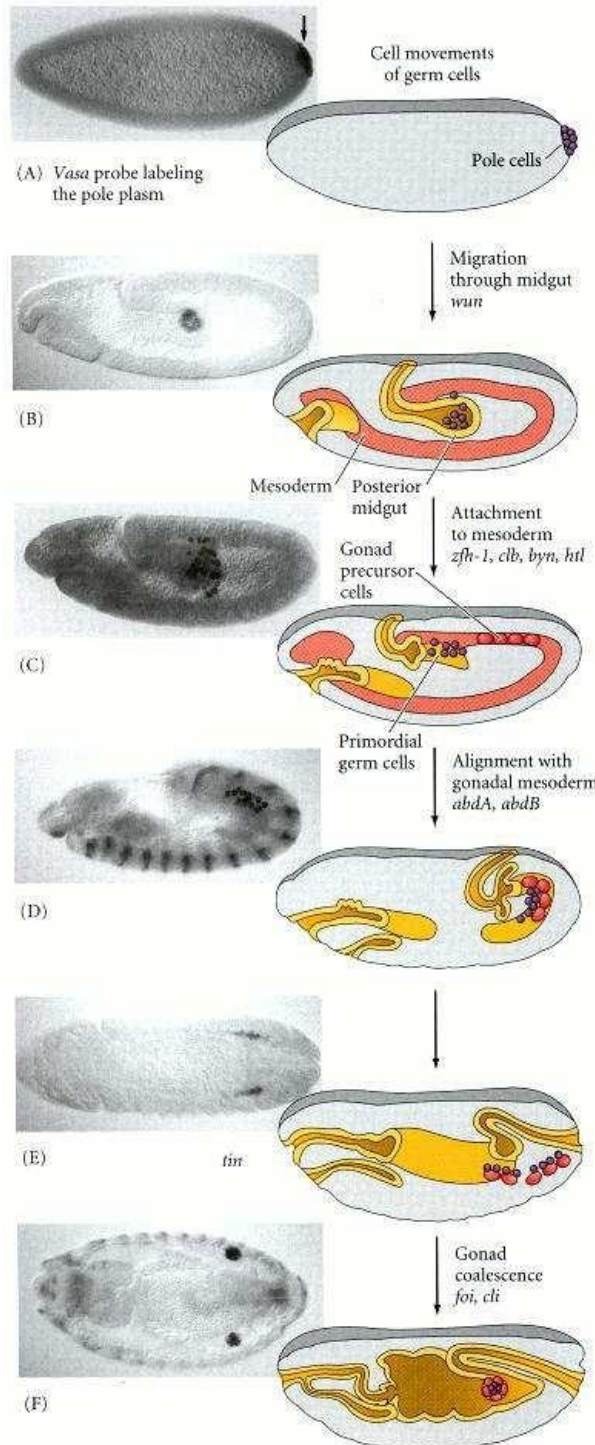 Cell movements
of germ cells
Pole cells
(A) Vasa probe labeling
the pole plasm
Migration
through midgut
wun
(B)
Mesoderm
Posterior
midgut
Attachment
to mesoderm
zfh-1, clb, byn, htl
Gonad
precursor
cells
(C)
Primordial
germ cells
Alignment with
gonadal mesoderm
abdA, abdB
(D)
(E)
tin
Gonad
coalescence
foi, cli
(F)